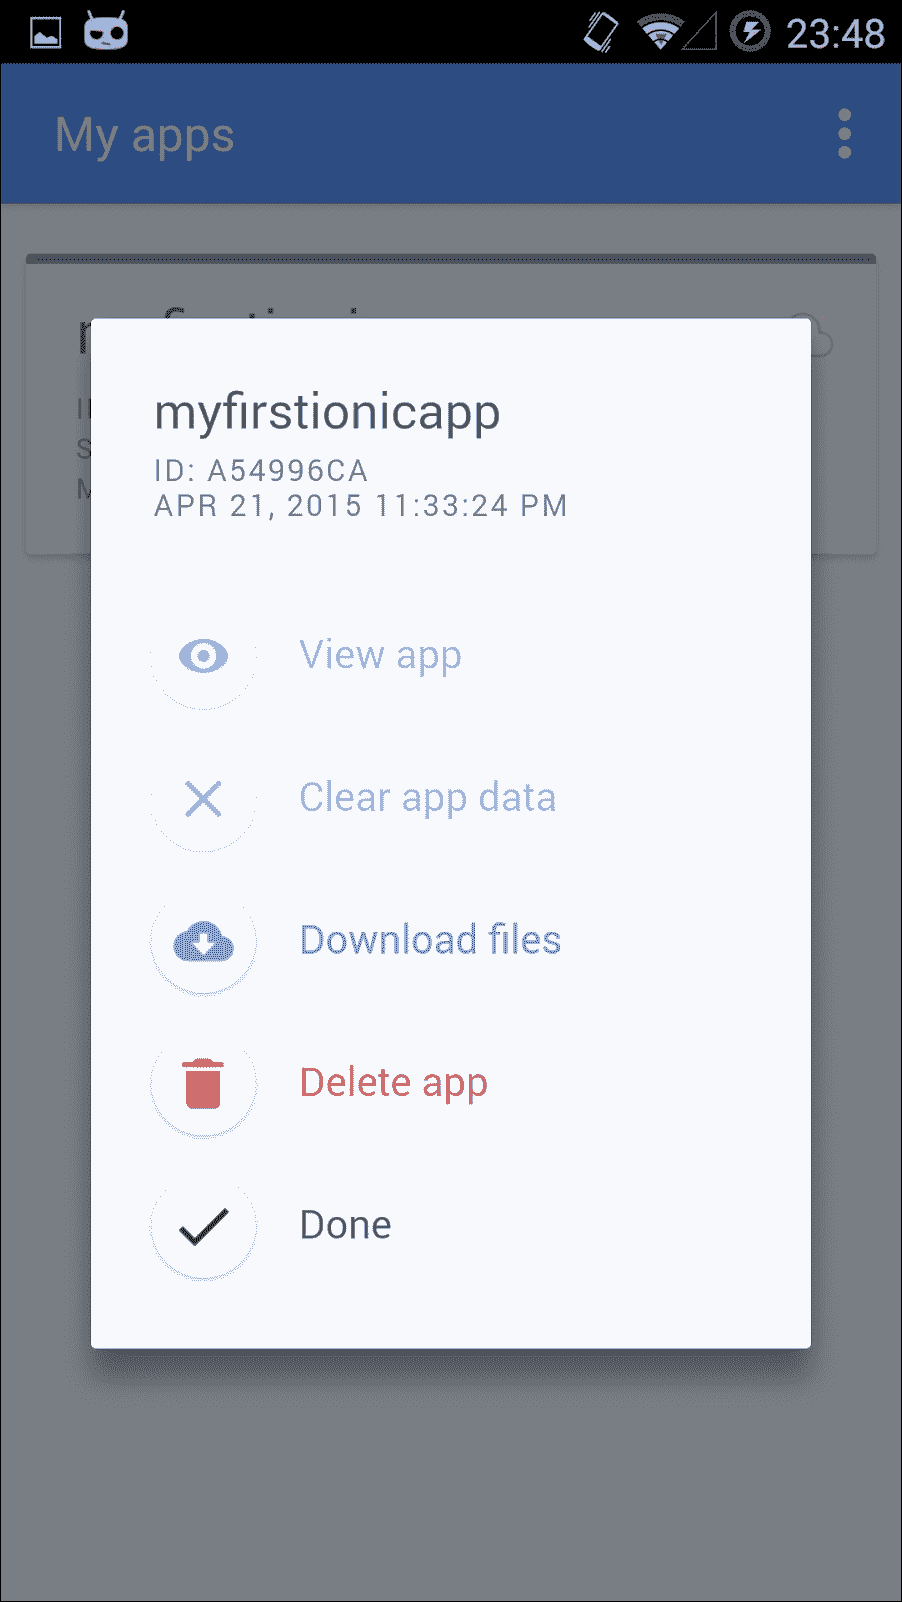 23:48
My apps
myfirstionicapp
ID: A54996CA
APR 21, 2015 11:33:24 PM
View app
Clear app data
Download files
Delete app
Done